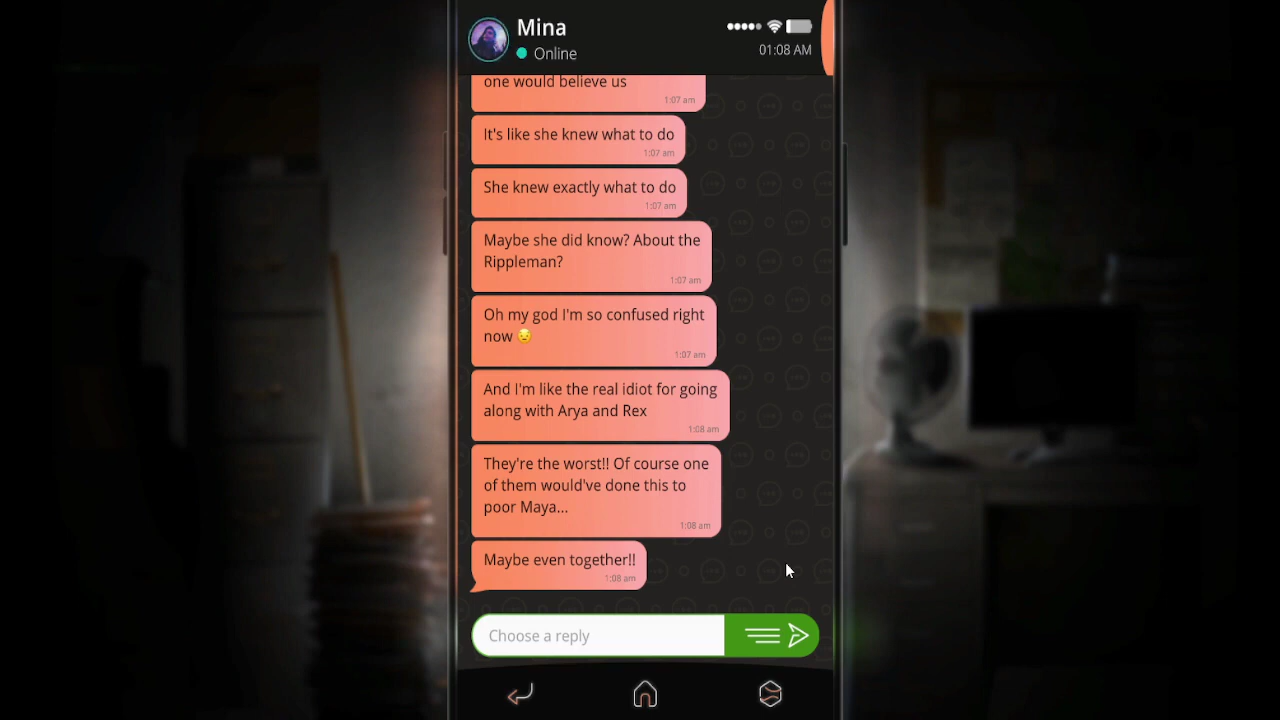 Mina
Online
01:08 AM
one would believe us
1:07 am
It's like she knew what to do
1:07 am
She knew exactly what to do
1:07 am
Maybe she did know? About the
Rippleman?
1:07 am
Oh my god I'm so confused right
now 😥
1:07 am
And I'm like the real idiot for going
along with Arya and Rex
1:08 am
They're the worst!! Of course one
of them would've done this to
poor Maya...
1:08 am
Maybe even together!!
1:08 am
Choose a reply